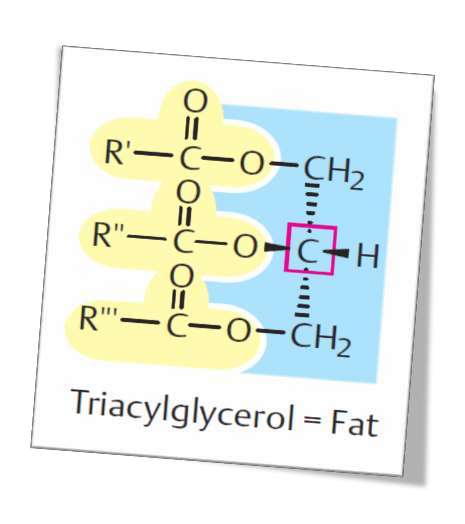 O
R'—C—O—CH2
O
R''—C—O—C—H
O
R'''—C—O—CH2
Triacylglycerol = Fat